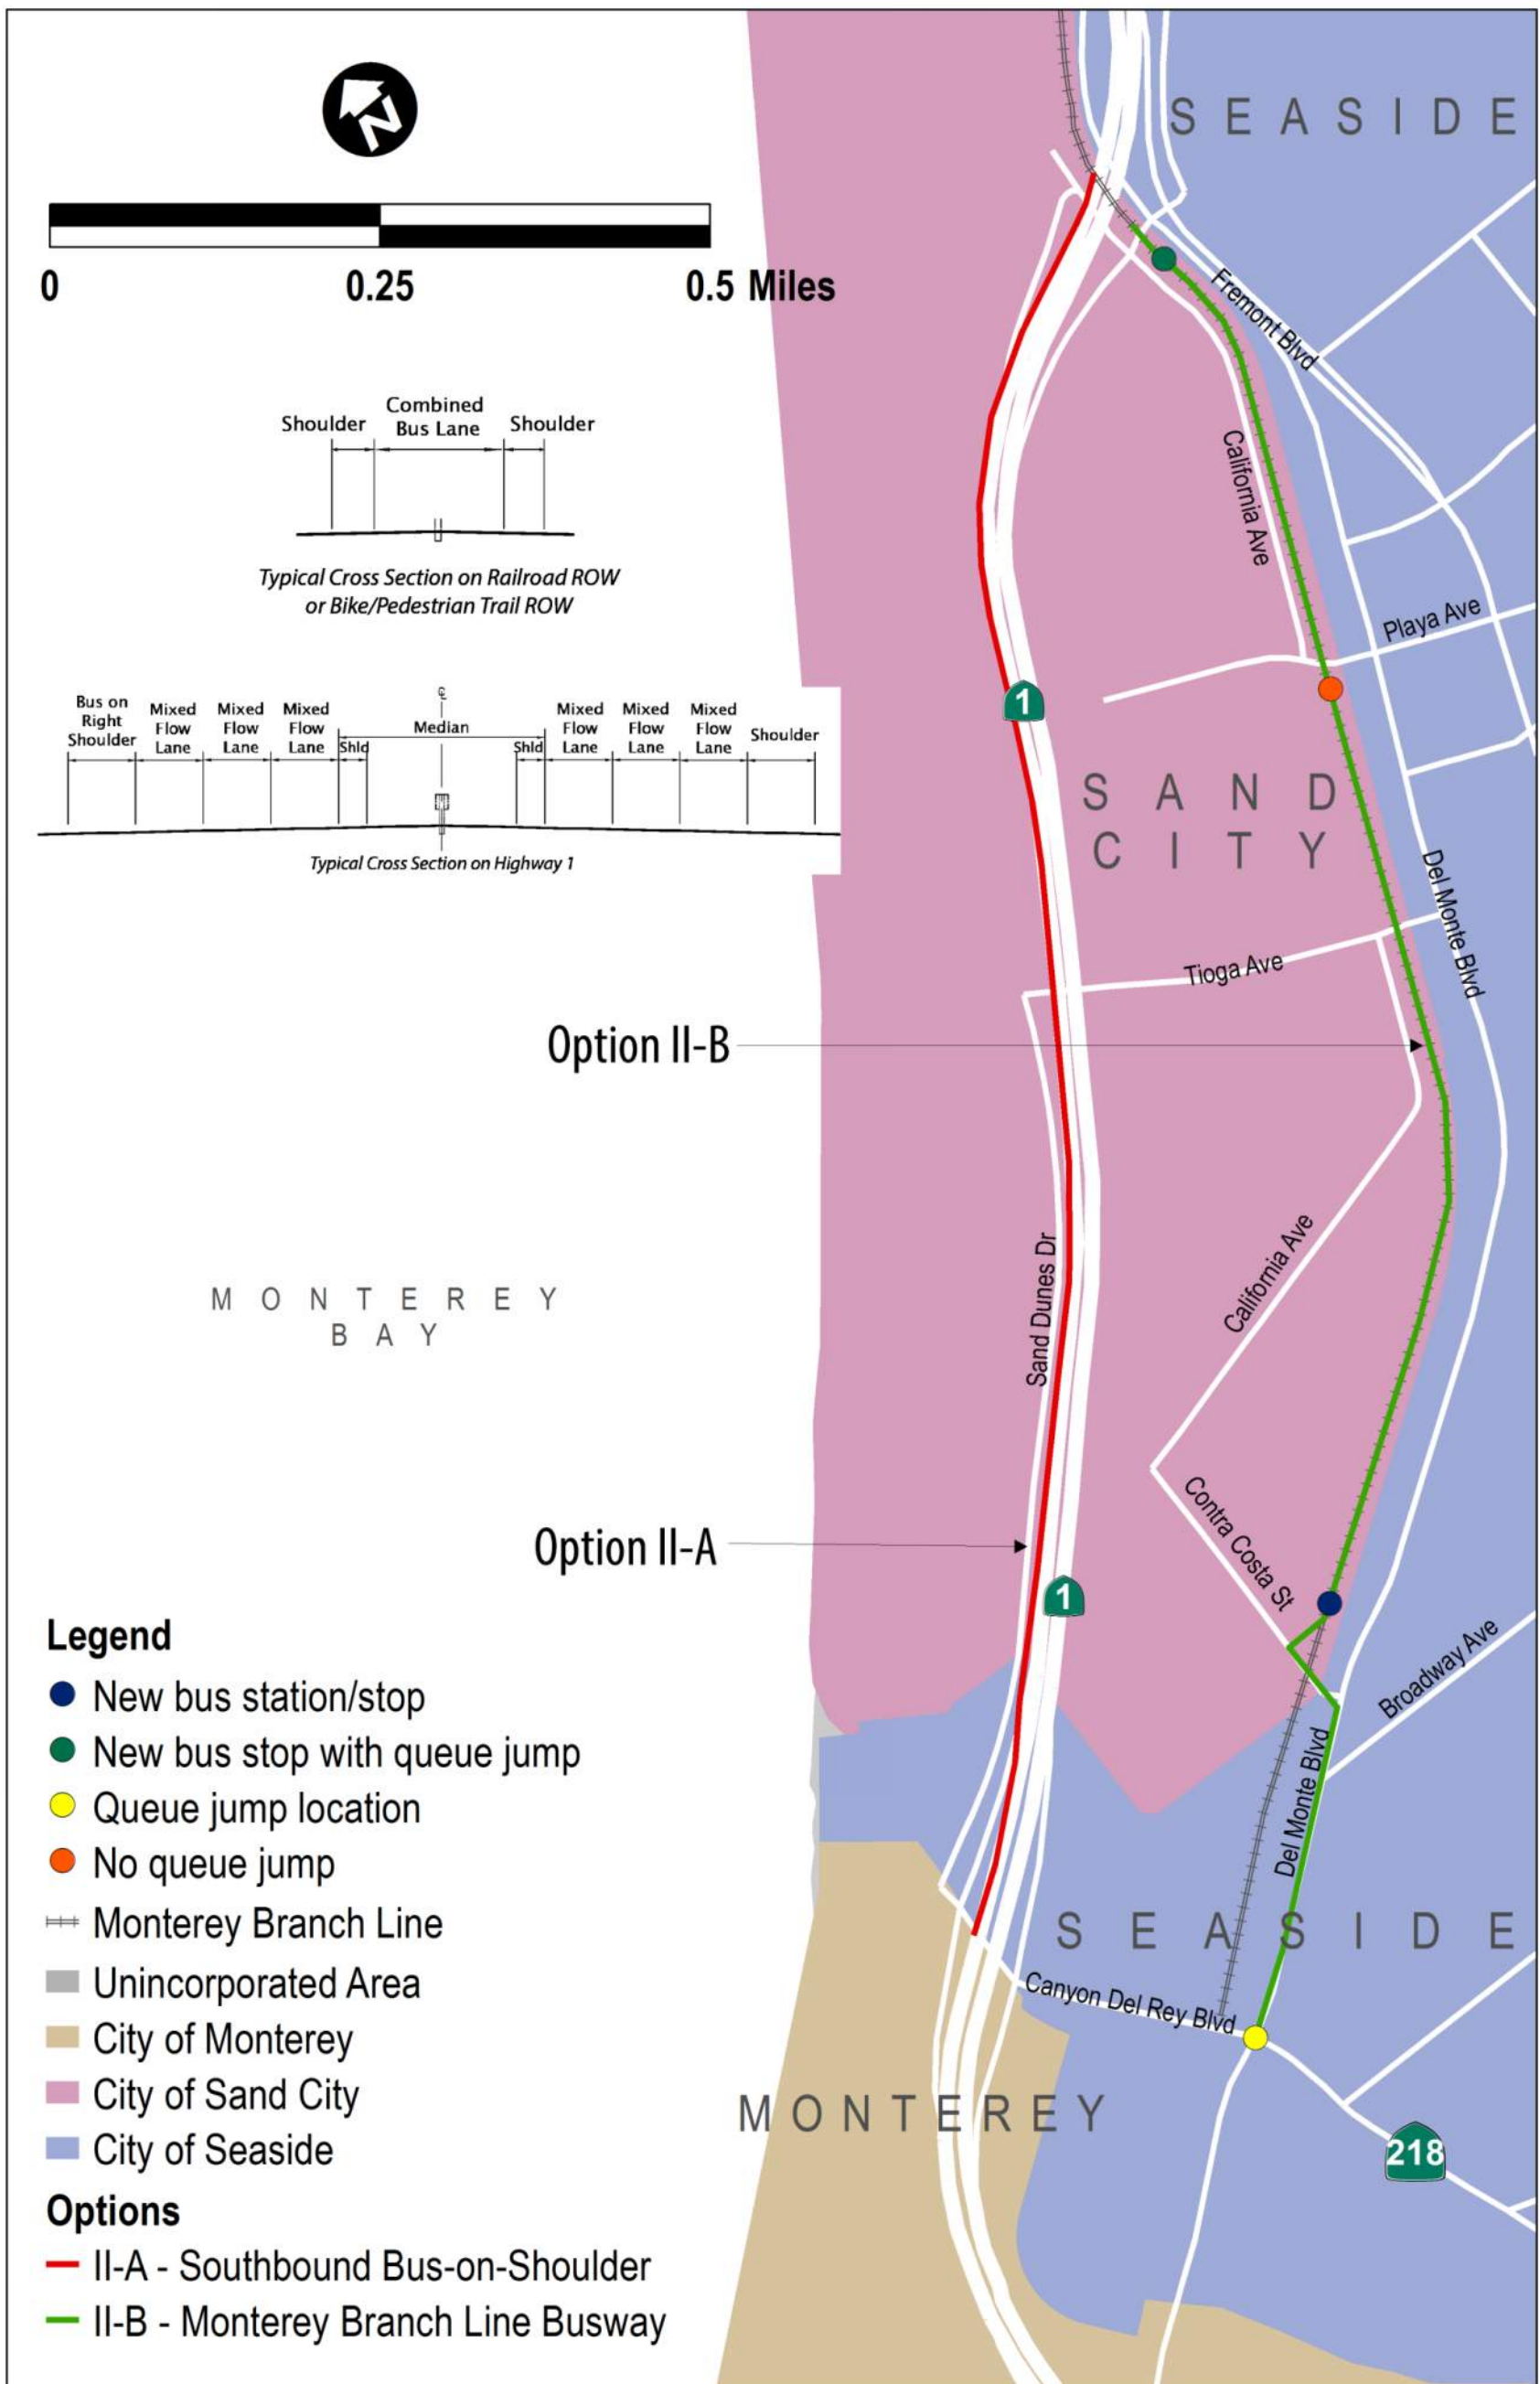 N
SEASIDE
0 0.25 0.5 Miles
Fremont Blvd
Combined
Shoulder Bus Lane Shoulder
Typical Cross Section on Railroad ROW
or Bike/Pedestrian Trail ROW
California Ave
Playa Ave
Bus on
Right
Shoulder
Mixed
Flow
Lane
Mixed
Flow
Lane
Mixed
Flow
Lane
Shld
℄
Median
Shld
Mixed
Flow
Lane
Mixed
Flow
Lane
Mixed
Flow
Lane
Shoulder
Typical Cross Section on Highway 1
1
SAND
CITY
Del Monte Blvd
Tioga Ave
Option II-B
Sand Dunes Dr
California Ave
MONTEREY
BAY
Contra Costa St
Option II-A
1
Broadway Ave
Del Monte Blvd
SEASIDE
Canyon Del Rey Blvd
MONTEREY
218
Legend
New bus station/stop
New bus stop with queue jump
Queue jump location
No queue jump
Monterey Branch Line
Unincorporated Area
City of Monterey
City of Sand City
City of Seaside
Options
II-A - Southbound Bus-on-Shoulder
II-B - Monterey Branch Line Busway